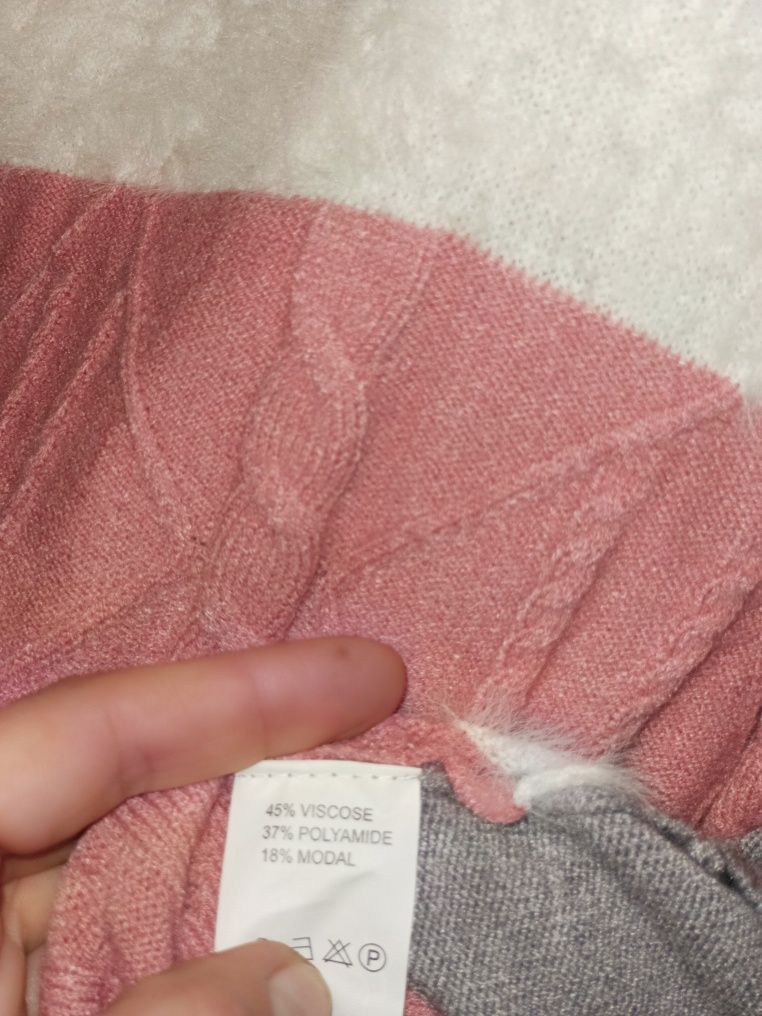 45% VISCOSE
37% POLYAMIDE
18% MODAL
P